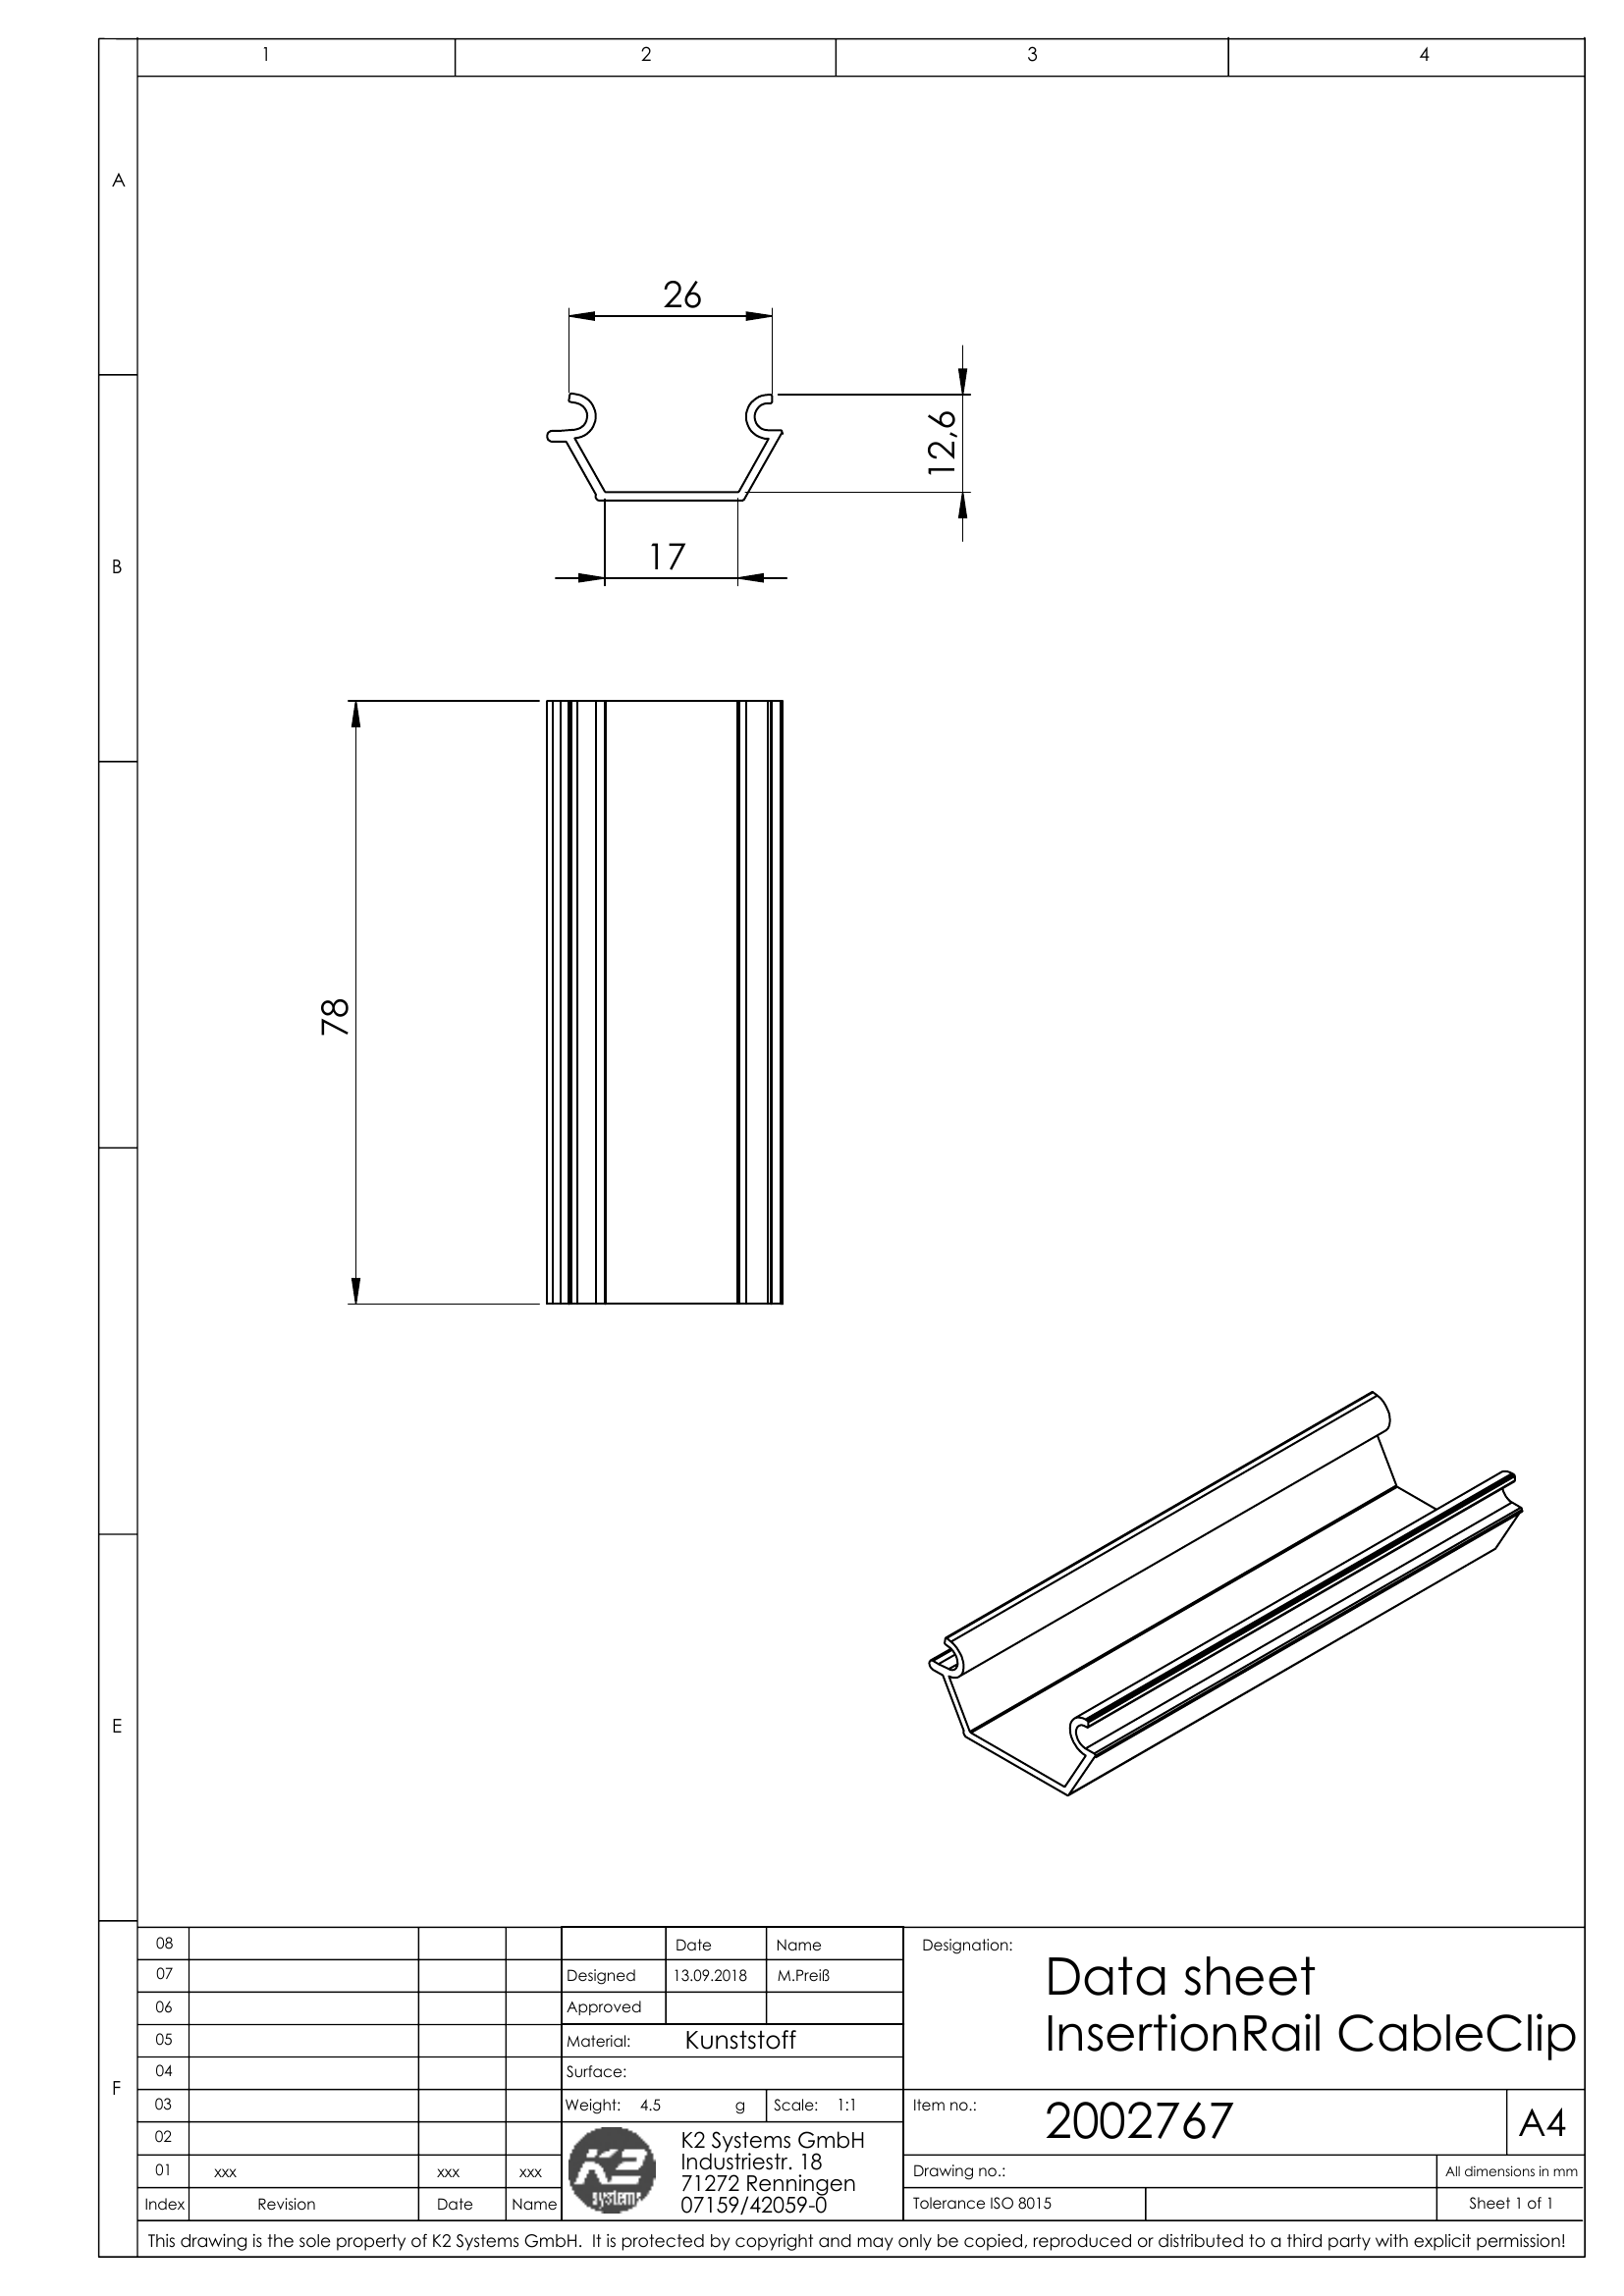 1 2 3 4
A
B
E
F
26
12,6
17
78
08
07
06
05
04
03
02
01 xxx xxx xxx
Index Revision Date Name
Date Name
Designed 13.09.2018 M.Preiß
Approved
Material: Kunststoff
Surface:
Weight: 4.5 g Scale: 1:1
K2 systems
K2 Systems GmbH
Industriestr. 18
71272 Renningen
07159/42059-0
Designation:
Data sheet
InsertionRail CableClip
Item no.: 2002767 A4
Drawing no.: All dimensions in mm
Tolerance ISO 8015 Sheet 1 of 1
This drawing is the sole property of K2 Systems GmbH. It is protected by copyright and may only be copied, reproduced or distributed to a third party with explicit permission!